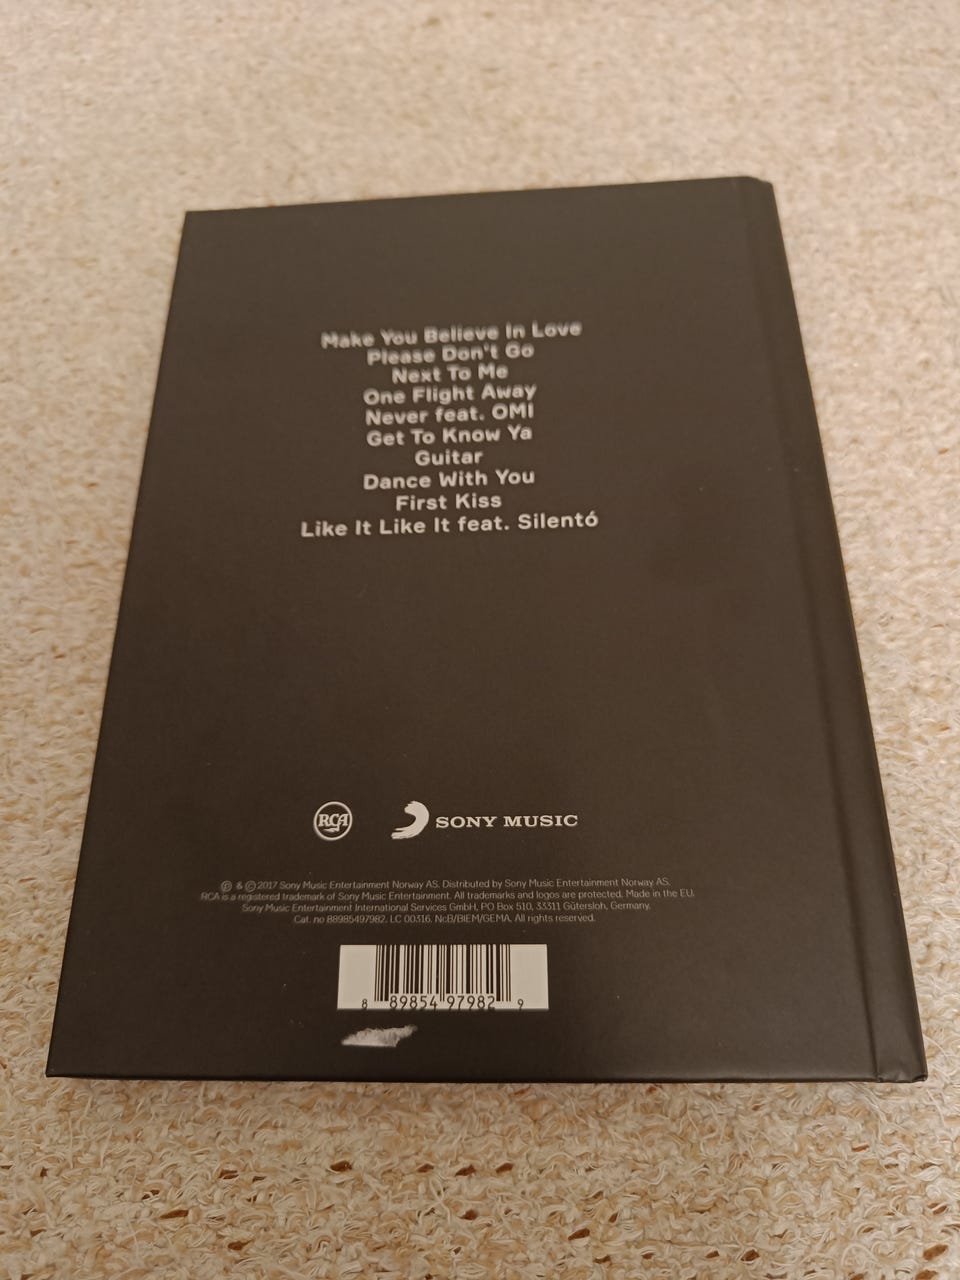 Make You Believe In Love
Please Don't Go
Next To Me
One Flight Away
Never feat. OMI
Get To Know Ya
Guitar
Dance With You
First Kiss
Like It Like It feat. Silentó
RCA SONY MUSIC
℗ & ©2017 Sony Music Entertainment Norway AS. Distributed by Sony Music Entertainment Norway AS.
RCA is a registered trademark of Sony Music Entertainment. All trademarks and logos are protected. Made in the EU.
Sony Music Entertainment International Services GmbH, PO Box 510, 33311 Gütersloh, Germany.
Cat. no 88985497982. LC 00316. NcB/BIEM/GEMA. All rights reserved.
8 89854 97982 9